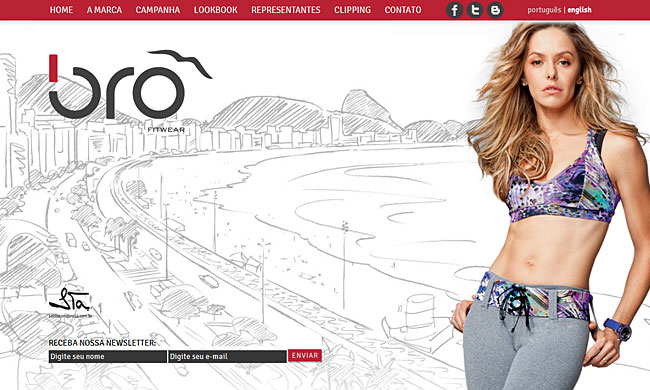 HOME A MARCA CAMPANHA LOOKBOOK REPRESENTANTES CLIPPING CONTATO português | english
bro
FITWEAR
RECEBA NOSSA NEWSLETTER:
Digite seu nome Digite seu e-mail ENVIAR